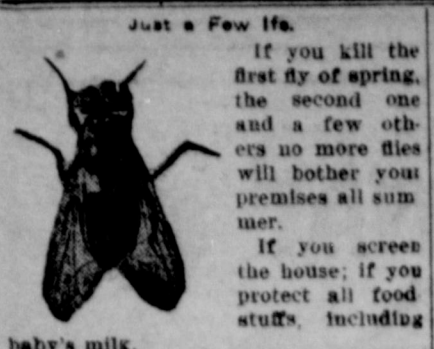 Just a Few Ifs.
If you kill the
first fly of spring,
the second one
and a few oth-
ers no more flies
will bother your
premises all sum
mer.
If you screen
the house; if you
protect all food
stuffs, including
baby's milk,